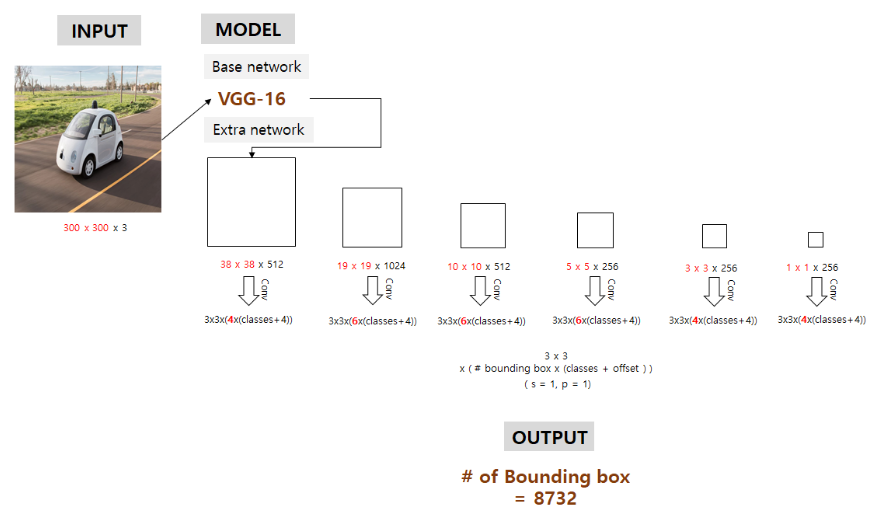 INPUT
MODEL
Base network
VGG-16
Extra network
300 x 300 x 3
38 x 38 x 512
19 x 19 x 1024
10 x 10 x 512
5 x 5 x 256
3 x 3 x 256
1 x 1 x 256
Conv
Conv
Conv
Conv
Conv
Conv
3x3x(4x(classes+4))
3x3x(6x(classes+4))
3x3x(6x(classes+4))
3x3x(6x(classes+4))
3x3x(4x(classes+4))
3x3x(4x(classes+4))
3 x 3
x ( # bounding box x (classes + offset ) )
( s = 1, p = 1)
OUTPUT
# of Bounding box
= 8732